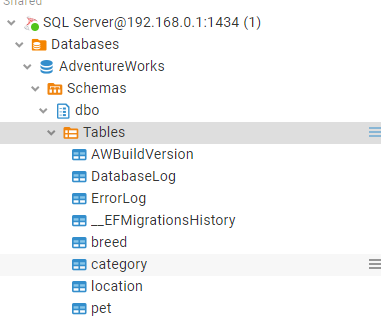 Shared
SQL Server@192.168.0.1:1434 (1)
Databases
AdventureWorks
Schemas
dbo
Tables
AWBuildVersion
DatabaseLog
ErrorLog
__EFMigrationsHistory
breed
category
location
pet